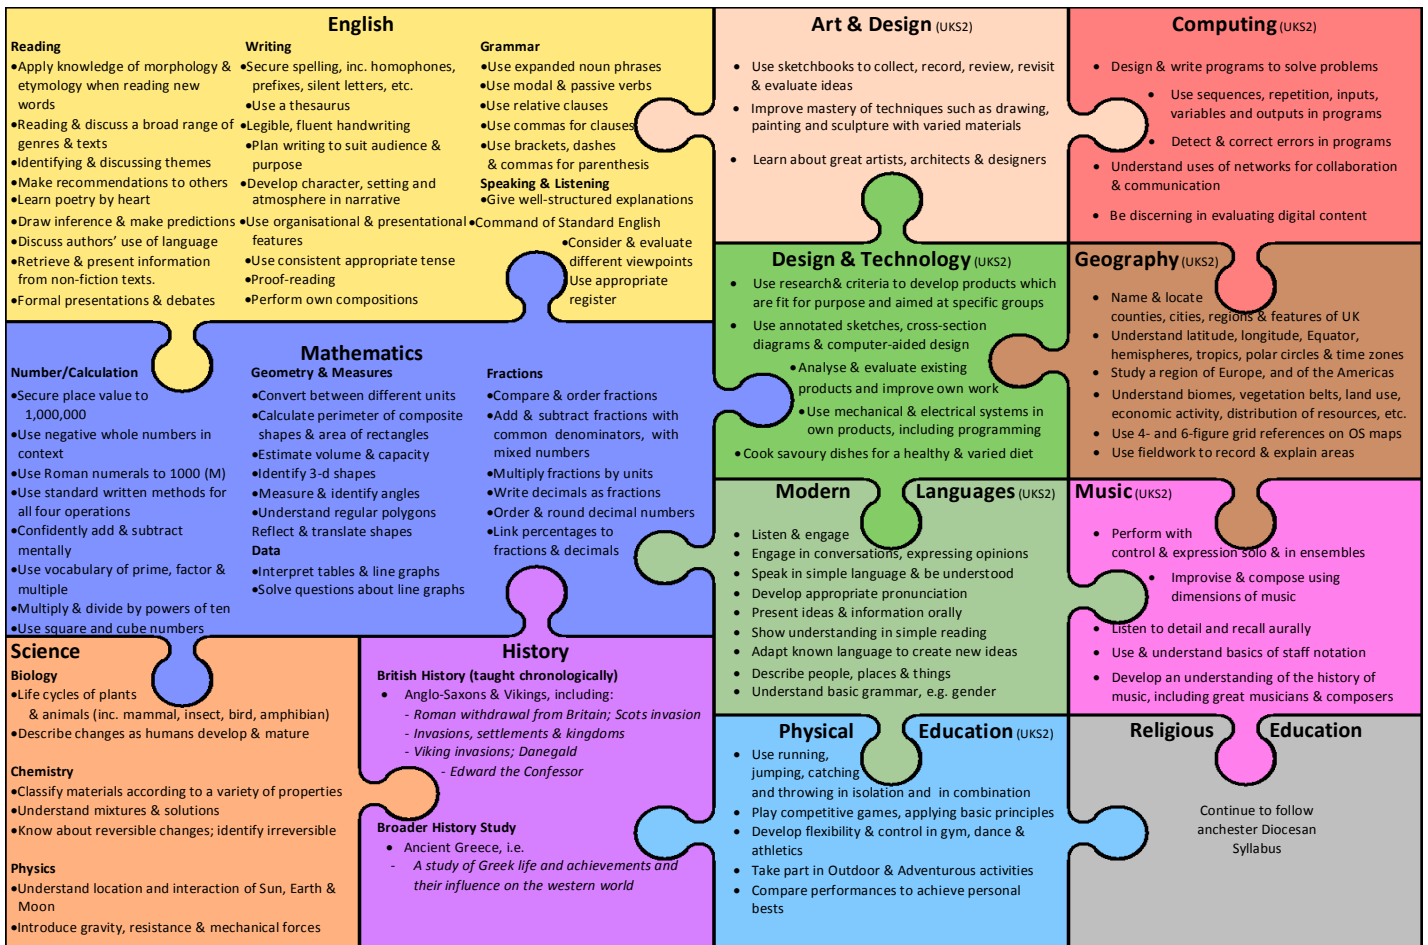 English
Reading
•Apply knowledge of morphology &
etymology when reading new
words
•Reading & discuss a broad range of
genres & texts
•Identifying & discussing themes
•Make recommendations to others
•Learn poetry by heart
•Draw inference & make predictions
•Discuss authors’ use of language
•Retrieve & present information
from non-fiction texts.
•Formal presentations & debates
Writing
•Secure spelling, inc. homophones,
prefixes, silent letters, etc.
•Use a thesaurus
•Legible, fluent handwriting
•Plan writing to suit audience &
purpose
•Develop character, setting and
atmosphere in narrative
•Use organisational & presentational
features
•Use consistent appropriate tense
•Proof-reading
•Perform own compositions
Grammar
•Use expanded noun phrases
•Use modal & passive verbs
•Use relative clauses
•Use commas for clauses
•Use brackets, dashes
& commas for parenthesis
Speaking & Listening
•Give well-structured explanations
•Command of Standard English
•Consider & evaluate
different viewpoints
Use appropriate
register
Art & Design (UKS2)
• Use sketchbooks to collect, record, review, revisit
& evaluate ideas
• Improve mastery of techniques such as drawing,
painting and sculpture with varied materials
• Learn about great artists, architects & designers
Computing (UKS2)
• Design & write programs to solve problems
• Use sequences, repetition, inputs,
variables and outputs in programs
• Detect & correct errors in programs
• Understand uses of networks for collaboration
& communication
• Be discerning in evaluating digital content
Design & Technology (UKS2)
• Use research& criteria to develop products which
are fit for purpose and aimed at specific groups
• Use annotated sketches, cross-section
diagrams & computer-aided design
• Analyse & evaluate existing
products and improve own work
• Use mechanical & electrical systems in
own products, including programming
• Cook savoury dishes for a healthy & varied diet
Geography (UKS2)
• Name & locate
counties, cities, regions & features of UK
• Understand latitude, longitude, Equator,
hemispheres, tropics, polar circles & time zones
• Study a region of Europe, and of the Americas
• Understand biomes, vegetation belts, land use,
economic activity, distribution of resources, etc.
• Use 4- and 6-figure grid references on OS maps
• Use fieldwork to record & explain areas
Mathematics
Number/Calculation
•Secure place value to
1,000,000
•Use negative whole numbers in
context
•Use Roman numerals to 1000 (M)
•Use standard written methods for
all four operations
•Confidently add & subtract
mentally
•Use vocabulary of prime, factor &
multiple
•Multiply & divide by powers of ten
•Use square and cube numbers
Geometry & Measures
•Convert between different units
•Calculate perimeter of composite
shapes & area of rectangles
•Estimate volume & capacity
•Identify 3-d shapes
•Measure & identify angles
•Understand regular polygons
Reflect & translate shapes
Data
•Interpret tables & line graphs
•Solve questions about line graphs
Fractions
•Compare & order fractions
•Add & subtract fractions with
common denominators, with
mixed numbers
•Multiply fractions by units
•Write decimals as fractions
•Order & round decimal numbers
•Link percentages to
fractions & decimals
Modern Languages (UKS2)
• Listen & engage
• Engage in conversations, expressing opinions
• Speak in simple language & be understood
• Develop appropriate pronunciation
• Present ideas & information orally
• Show understanding in simple reading
• Adapt known language to create new ideas
• Describe people, places & things
• Understand basic grammar, e.g. gender
Music (UKS2)
• Perform with
control & expression solo & in ensembles
• Improvise & compose using
dimensions of music
• Listen to detail and recall aurally
• Use & understand basics of staff notation
• Develop an understanding of the history of
music, including great musicians & composers
Science
Biology
•Life cycles of plants
& animals (inc. mammal, insect, bird, amphibian)
•Describe changes as humans develop & mature
Chemistry
•Classify materials according to a variety of properties
•Understand mixtures & solutions
•Know about reversible changes; identify irreversible
Physics
•Understand location and interaction of Sun, Earth &
Moon
•Introduce gravity, resistance & mechanical forces
History
British History (taught chronologically)
• Anglo-Saxons & Vikings, including:
- Roman withdrawal from Britain; Scots invasion
- Invasions, settlements & kingdoms
- Viking invasions; Danegald
- Edward the Confessor
Broader History Study
• Ancient Greece, i.e.
- A study of Greek life and achievements and
their influence on the western world
Physical Education (UKS2)
• Use running,
jumping, catching
and throwing in isolation and in combination
• Play competitive games, applying basic principles
• Develop flexibility & control in gym, dance &
athletics
• Take part in Outdoor & Adventurous activities
• Compare performances to achieve personal
bests
Religious Education
Continue to follow
anchester Diocesan
Syllabus